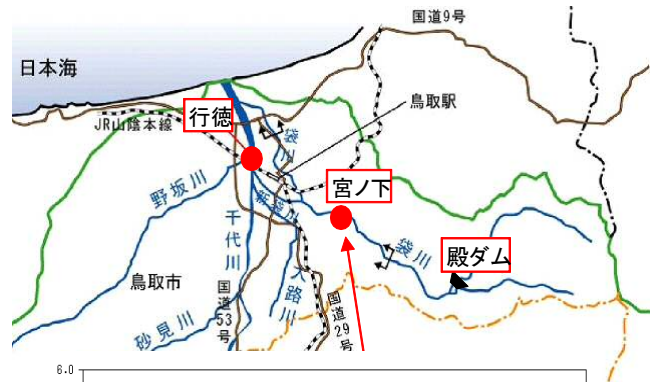 国道9号
日本海
鳥取駅
行徳
JR山陰本線
袋川
宮ノ下
野坂川
新袋川
千代川
袋川
殿ダム
大路川
鳥取市
国道53号
国道29号
砂見川
6.0